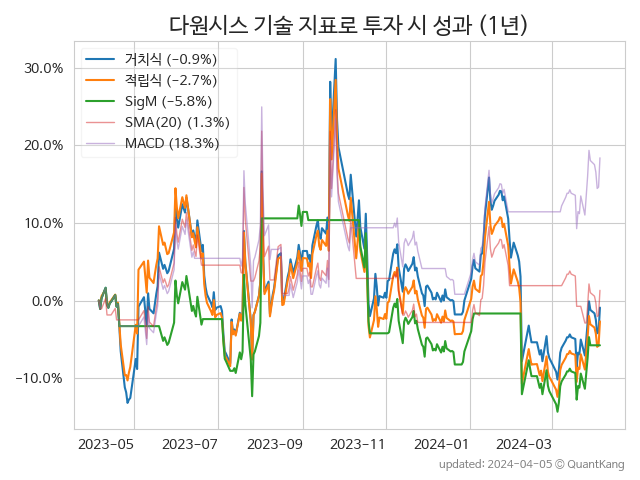 다원시스 기술 지표로 투자 시 성과 (1년)
거치식 (−0.9%)
적립식 (−2.7%)
SigM (−5.8%)
SMA(20) (1.3%)
MACD (18.3%)
30.0%
20.0%
10.0%
0.0%
−10.0%
2023-05 2023-07 2023-09 2023-11 2024-01 2024-03
updated: 2024-04-05 © QuantKang